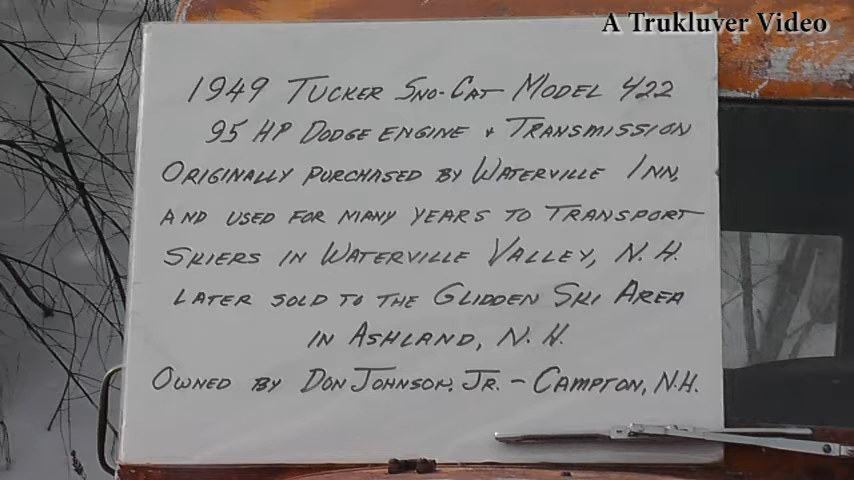 A Trukluver Video
1949 TUCKER SNO-CAT MODEL 422
95 HP DODGE ENGINE & TRANSMISSION
ORIGINALLY PURCHASED BY WATERVILLE INN,
AND USED FOR MANY YEARS TO TRANSPORT
SKIERS IN WATERVILLE VALLEY, N.H.
LATER SOLD TO THE GLIDDEN SKI AREA
IN ASHLAND, N.H.
OWNED BY DON JOHNSON, JR. - CAMPTON, N.H.